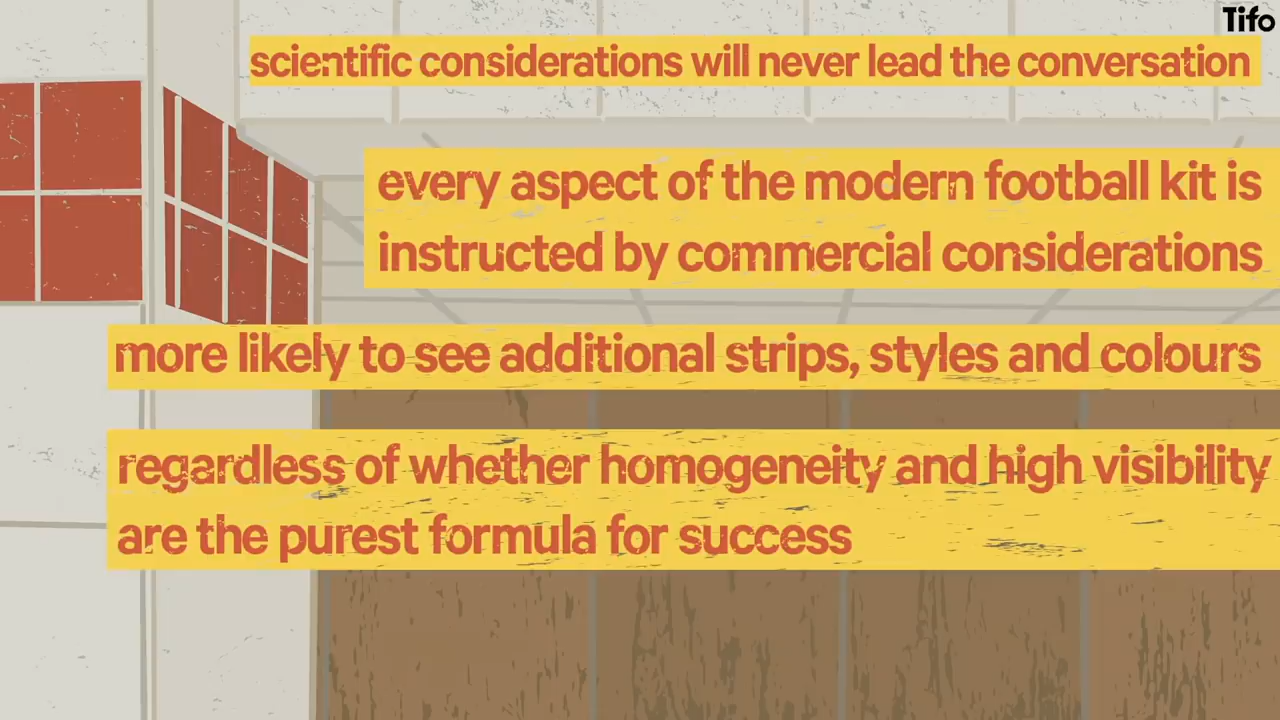 Tifo
scientific considerations will never lead the conversation
every aspect of the modern football kit is
instructed by commercial considerations
more likely to see additional strips, styles and colours
regardless of whether homogeneity and high visibility
are the purest formula for success